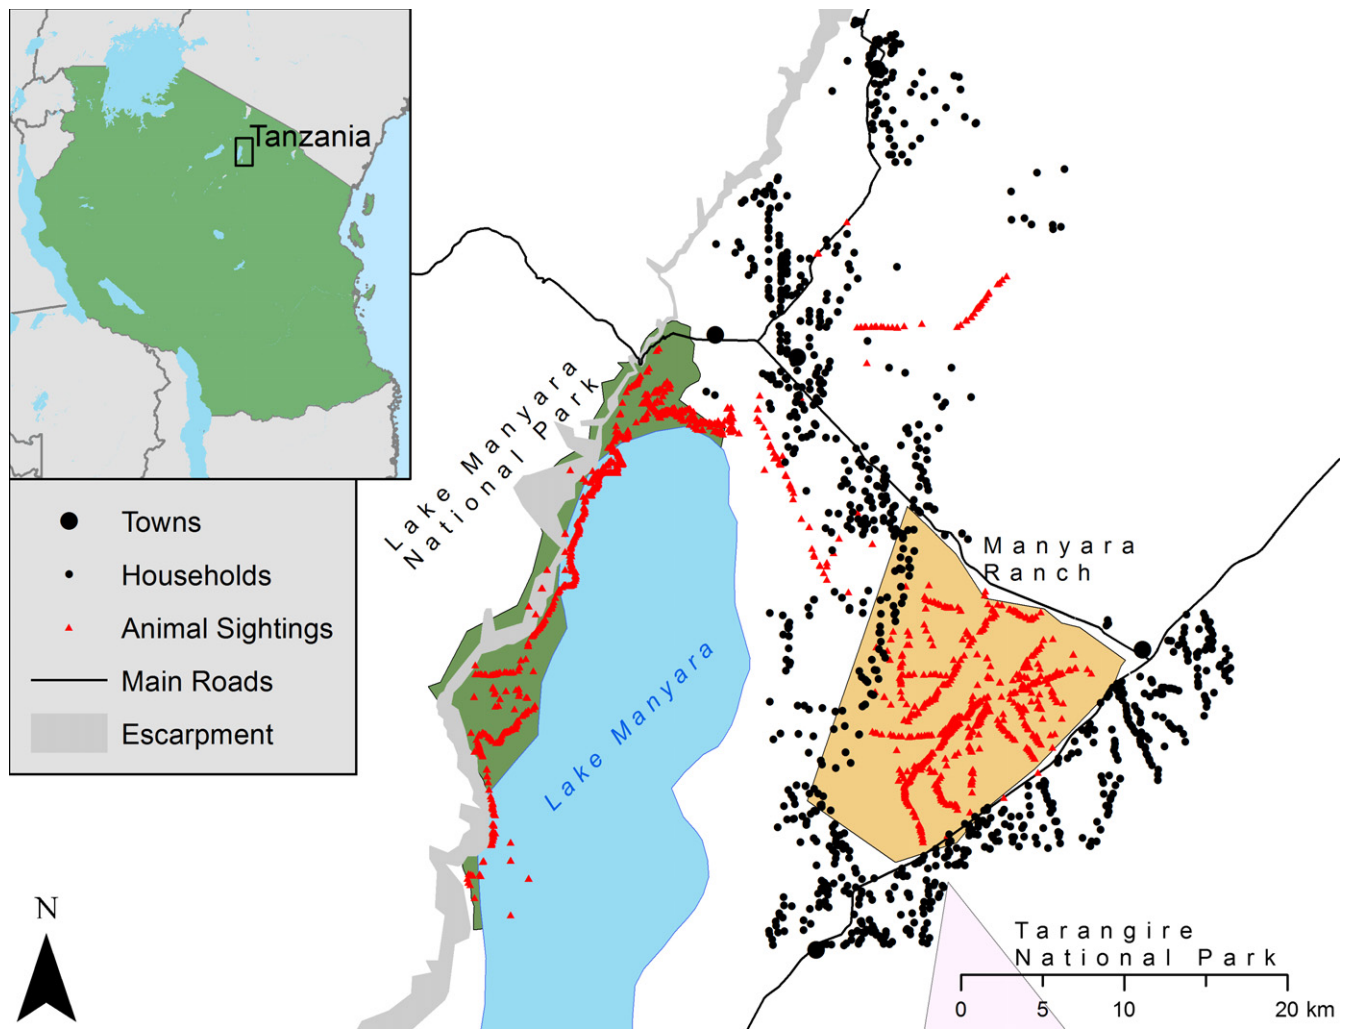 Tanzania
Lake Manyara
National Park
Towns
Households
Animal Sightings
Main Roads
Escarpment
Manyara
Ranch
Lake Manyara
Tarangire
National Park
N
0 5 10 20 km